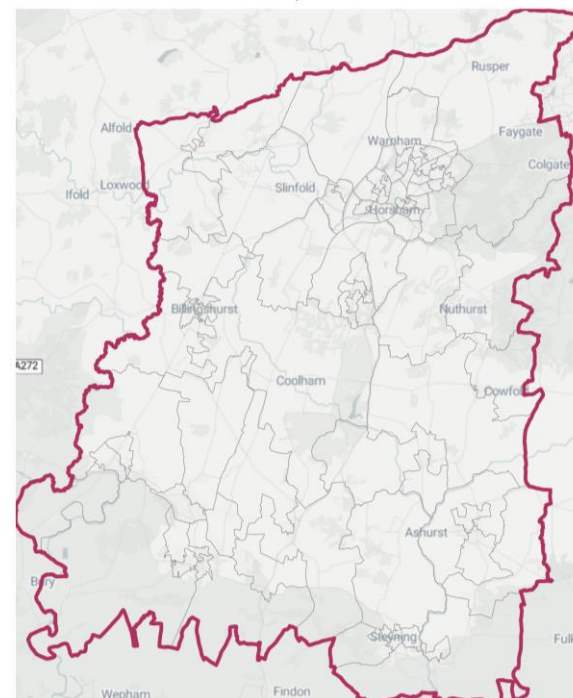 Rusper
Alfold
Warnham
Faygate
Colgate
Loxwood
Ifold
Slinfold
Horsham
Billingshurst
Nuthurst
A272
Coolham
Cowfold
Ashurst
Bury
Steyning
Fulk
Wepham
Findon